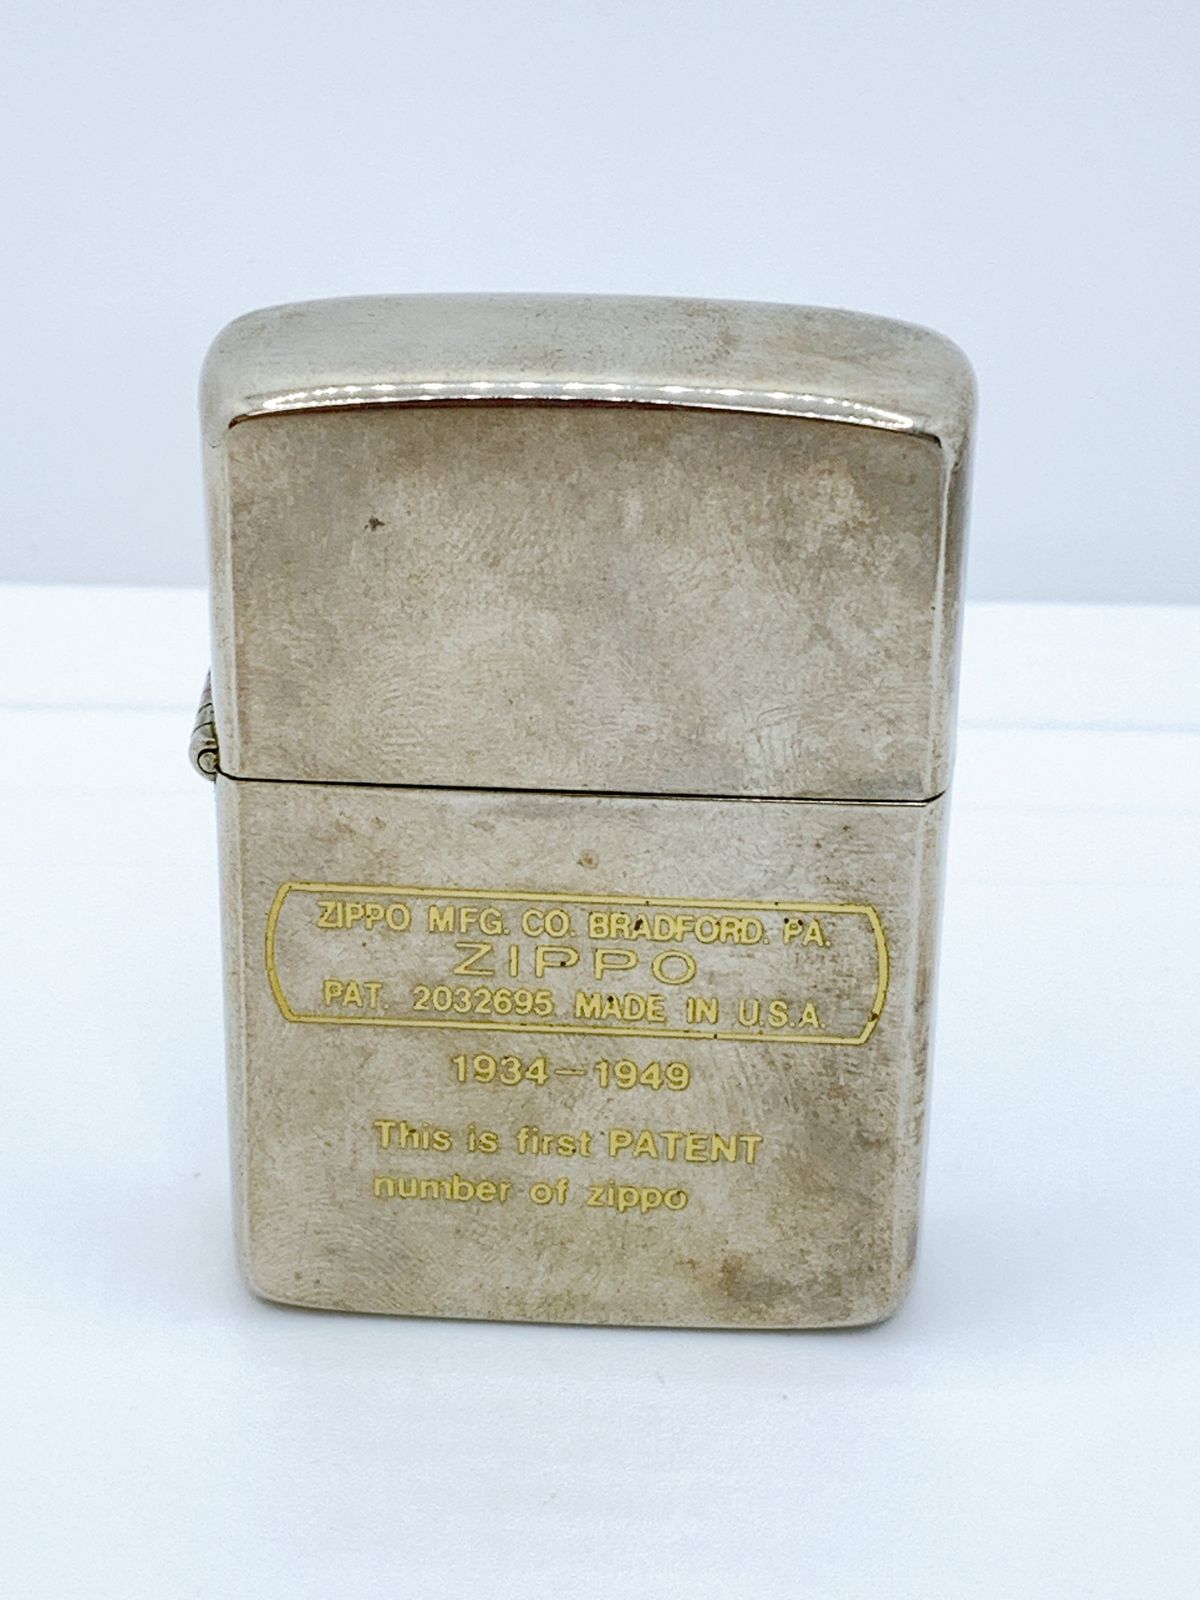 ZIPPO MFG. CO. BRADFORD. PA.
ZIPPO
PAT. 2032695 MADE IN U.S.A.
1934—1949
This is first PATENT
number of zippo